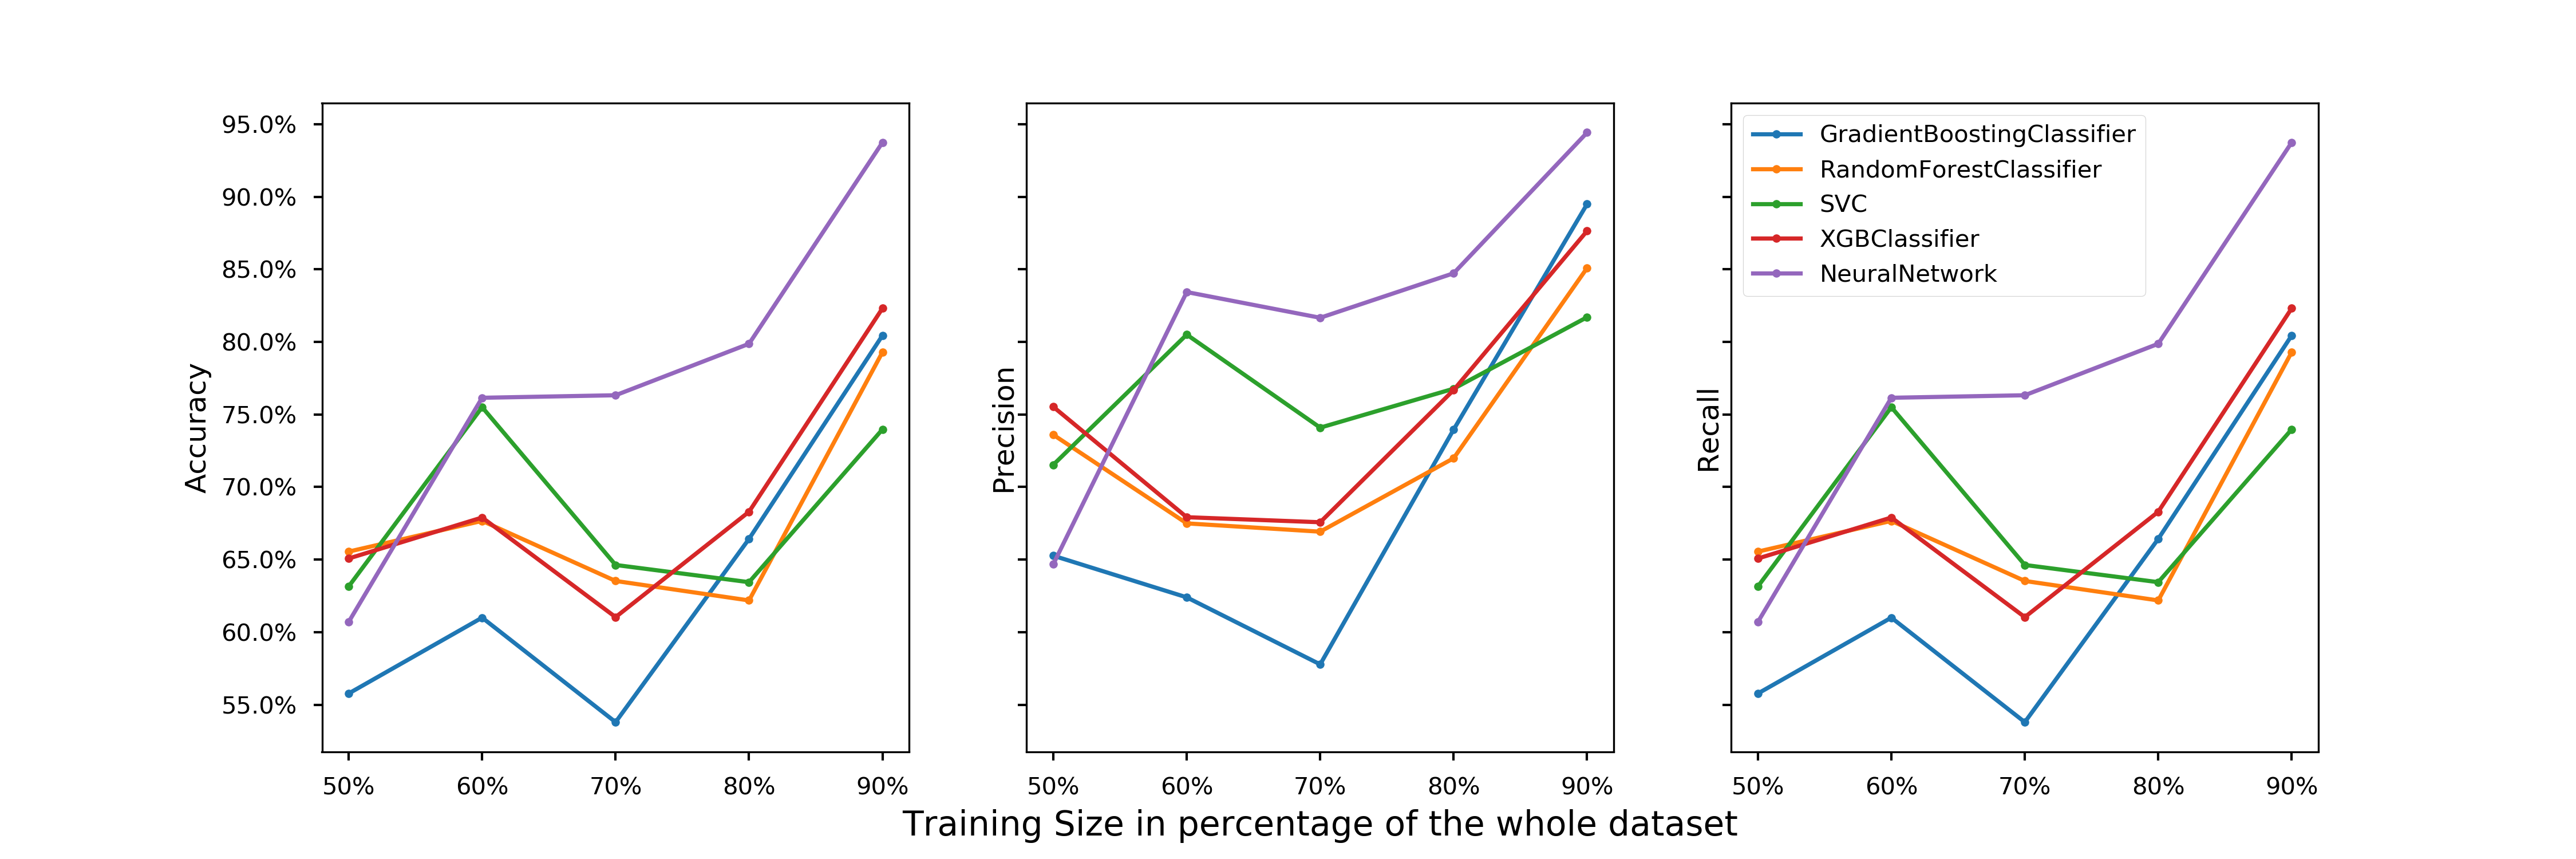 95.0%
90.0%
85.0%
80.0%
75.0%
70.0%
65.0%
60.0%
55.0%
Accuracy
50% 60% 70% 80% 90%
Precision
50% 60% 70% 80% 90%
Recall
GradientBoostingClassifier
RandomForestClassifier
SVC
XGBClassifier
NeuralNetwork
50% 60% 70% 80% 90%
Training Size in percentage of the whole dataset